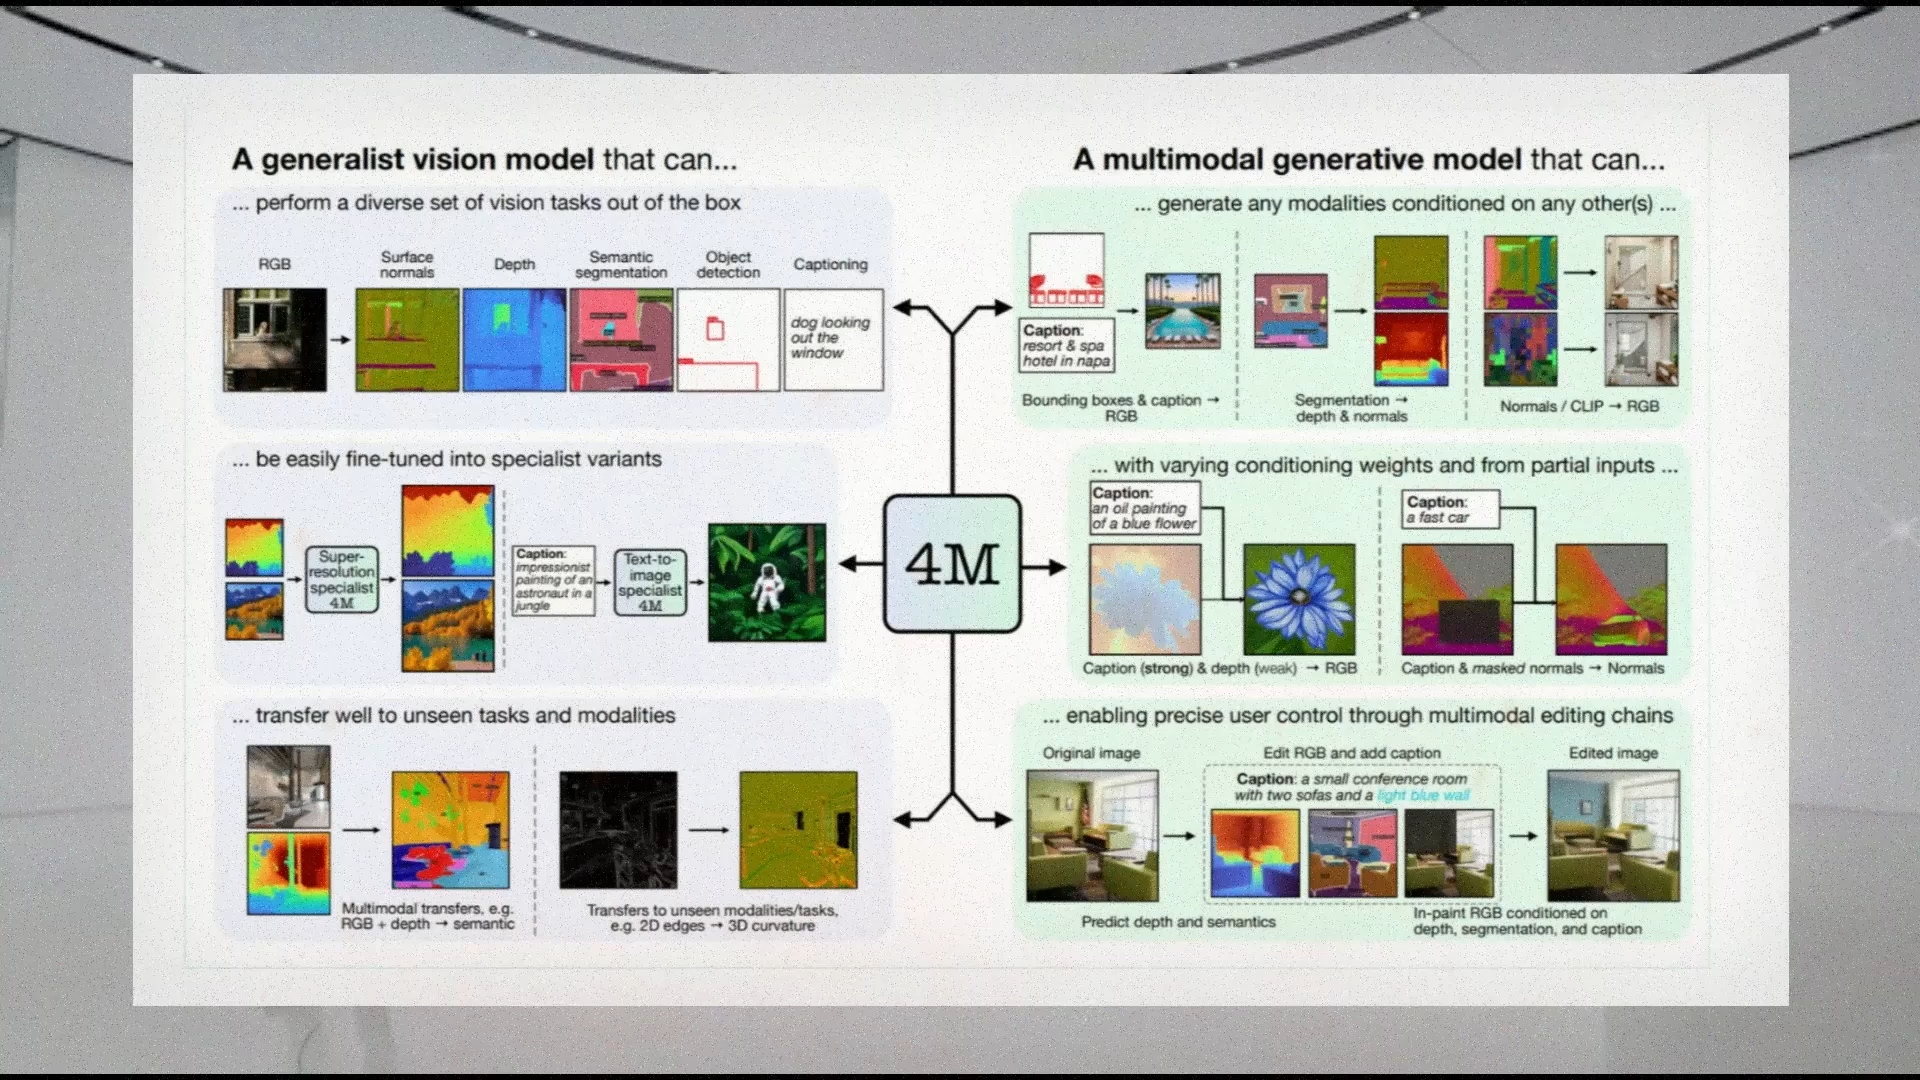 A generalist vision model that can...
... perform a diverse set of vision tasks out of the box
RGB
Surface
normals
Depth
Semantic
segmentation
Object
detection
Captioning
dog looking
out the
window
... be easily fine-tuned into specialist variants
Super-
resolution
specialist
4M
Caption:
impressionist
painting of an
astronaut in a
jungle
Text-to-
image
specialist
4M
... transfer well to unseen tasks and modalities
Multimodal transfers, e.g.
RGB + depth → semantic
Transfers to unseen modalities/tasks,
e.g. 2D edges → 3D curvature
4M
A multimodal generative model that can...
... generate any modalities conditioned on any other(s) ...
Caption:
resort & spa
hotel in napa
Bounding boxes & caption →
RGB
Segmentation →
depth & normals
Normals / CLIP → RGB
... with varying conditioning weights and from partial inputs ...
Caption:
an oil painting
of a blue flower
Caption (strong) & depth (weak) → RGB
Caption:
a fast car
Caption & masked normals → Normals
... enabling precise user control through multimodal editing chains
Original image
Edit RGB and add caption
Edited image
Caption: a small conference room
with two sofas and a light blue wall
Predict depth and semantics
In-paint RGB conditioned on
depth, segmentation, and caption